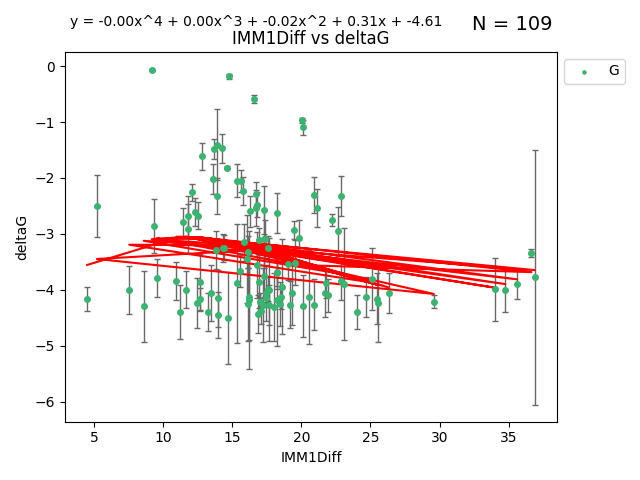 y = -0.00x^4 + 0.00x^3 + -0.02x^2 + 0.31x + -4.61
N = 109
IMM1Diff vs deltaG
G
deltaG
0
−1
−2
−3
−4
−5
−6
5 10 15 20 25 30 35
IMM1Diff